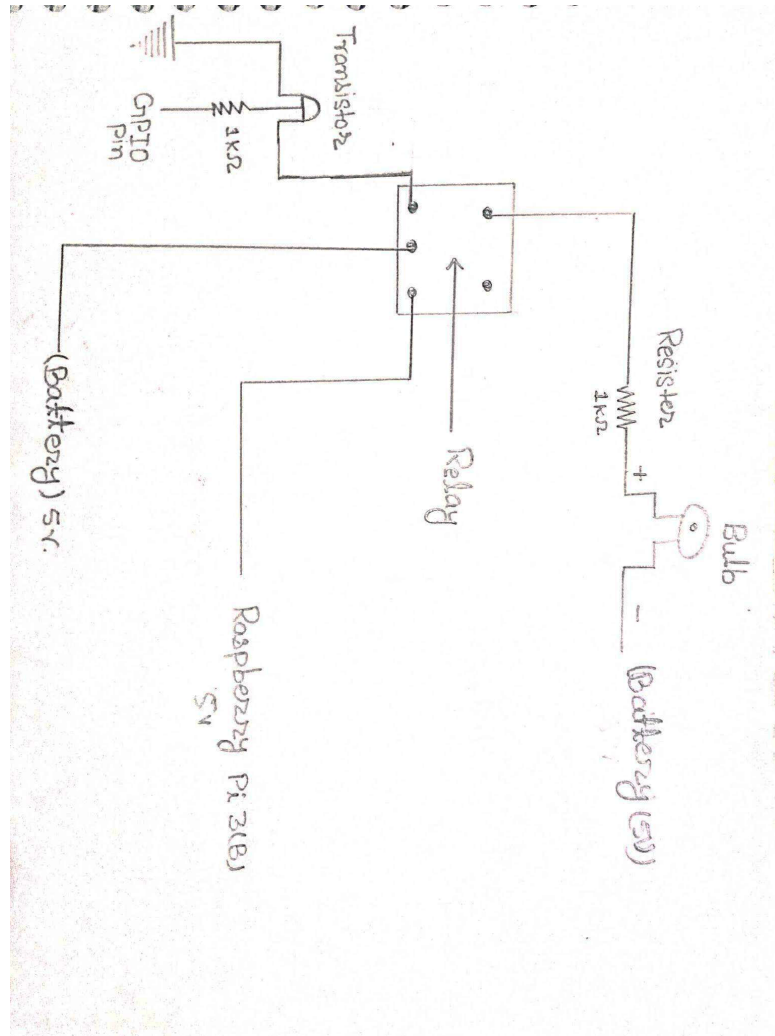 Transistor
1KΩ
GPIO
Pin
Resister
1KΩ
+
Bulb
-
(Battery (5V)
Relay
Raspberry Pi 3(B)
5V
(Battery) 5V.